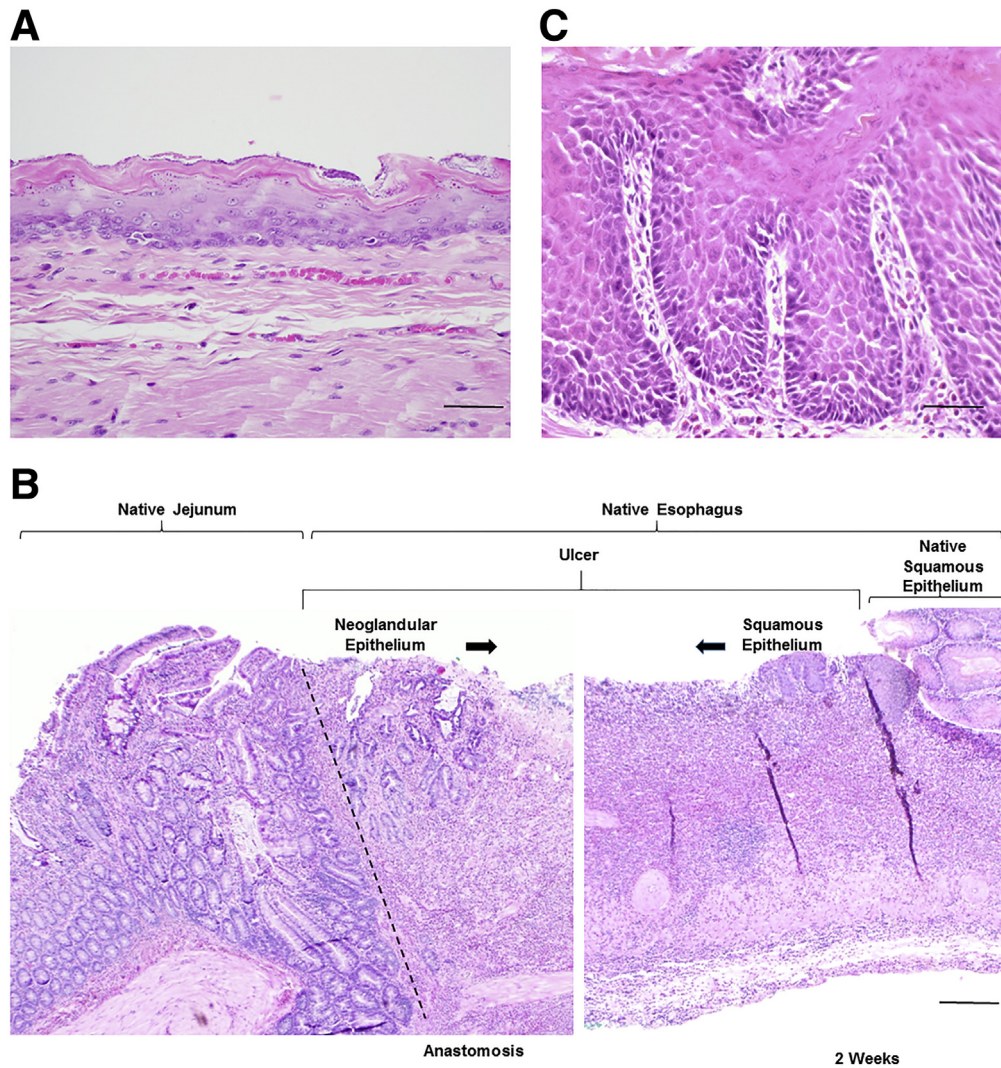 A
C
B
Native Jejunum
Native Esophagus
Ulcer
Native
Squamous
Epithelium
Neoglandular
Epithelium
Squamous
Epithelium
Anastomosis
2 Weeks